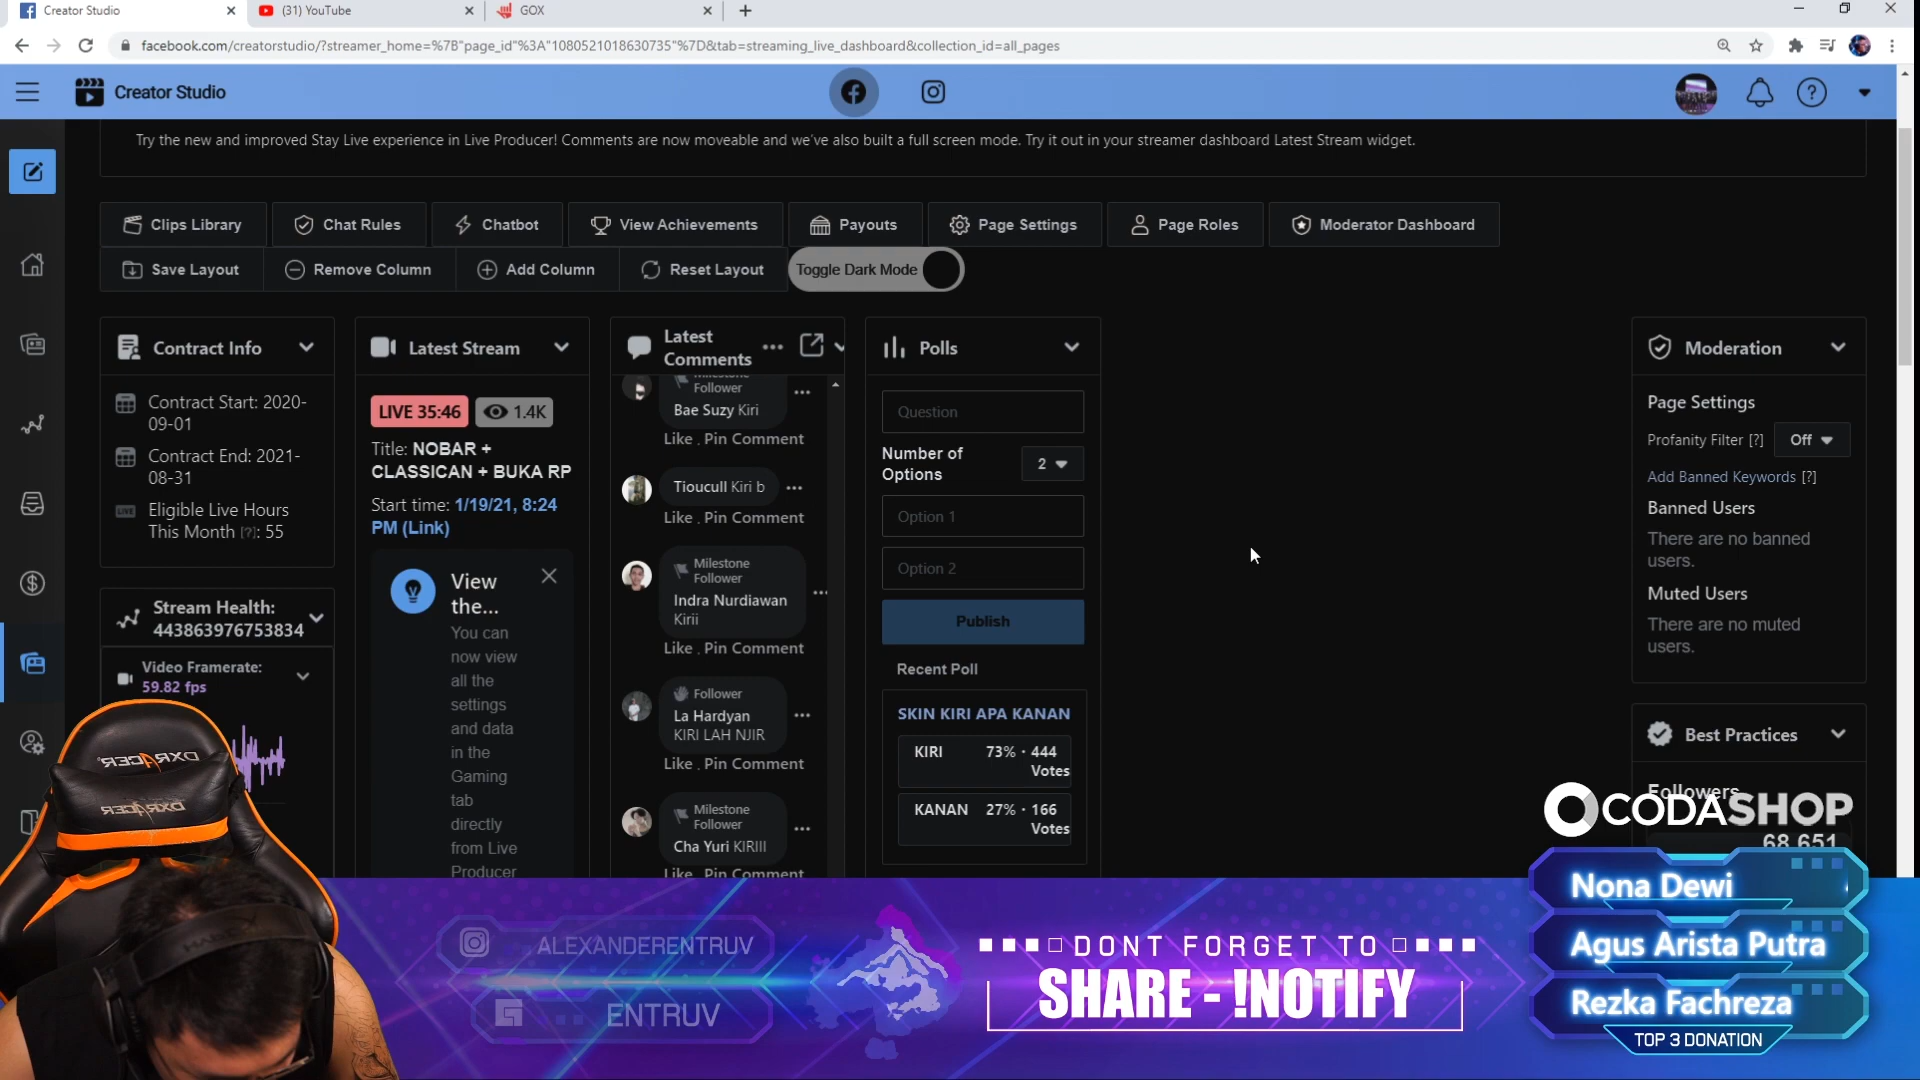 Creator Studio
(31) YouTube
GOX
facebook.com/creatorstudio/?streamer_home=%7B"page_id"%3A"1080521018630735"%7D&tab=streaming_live_dashboard&collection_id=all_pages
Creator Studio
Try the new and improved Stay Live experience in Live Producer! Comments are now moveable and we've also built a full screen mode. Try it out in your streamer dashboard Latest Stream widget.
Clips Library
Chat Rules
Chatbot
View Achievements
Payouts
Page Settings
Page Roles
Moderator Dashboard
Save Layout
Remove Column
Add Column
Reset Layout
Toggle Dark Mode
Contract Info
Contract Start: 2020-
09-01
Contract End: 2021-
08-31
LIVE
Eligible Live Hours
This Month [?]: 55
Stream Health:
443863976753834
Video Framerate:
59.82 fps
Latest Stream
LIVE 35:46
1.4K
Title: NOBAR +
CLASSICAN + BUKA RP
Start time: 1/19/21, 8:24
PM (Link)
View
the...
You can
now view
all the
settings
and data
in the
Gaming
tab
directly
from Live
Producer
Latest
Comments
Milestone
Follower
Bae Suzy Kiri
Like . Pin Comment
Tioucull Kiri b
Like . Pin Comment
Milestone
Follower
Indra Nurdiawan
Kirii
Like . Pin Comment
Follower
La Hardyan
KIRI LAH NJIR
Like . Pin Comment
Milestone
Follower
Cha Yuri KIRIII
Like . Pin Comment
Polls
Question
Number of
Options
2
Option 1
Option 2
Publish
Recent Poll
SKIN KIRI APA KANAN
KIRI 73% · 444
Votes
KANAN 27% · 166
Votes
Moderation
Page Settings
Profanity Filter [?] Off
Add Banned Keywords [?]
Banned Users
There are no banned
users.
Muted Users
There are no muted
users.
Best Practices
Followers
68,651
CODASHOP
DXRACER
DXRACER
ALEXANDERENTRUV
ENTRUV
DONT FORGET TO
SHARE - !NOTIFY
Nona Dewi
Agus Arista Putra
Rezka Fachreza
TOP 3 DONATION